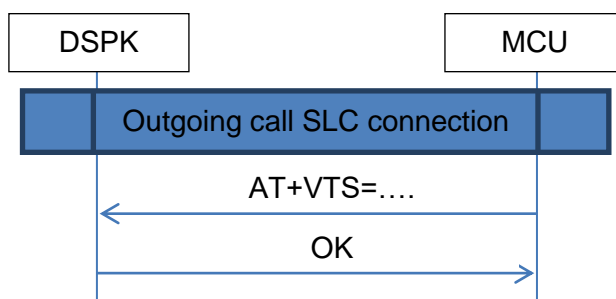 DSPK
MCU
Outgoing call SLC connection
AT+VTS=....
OK